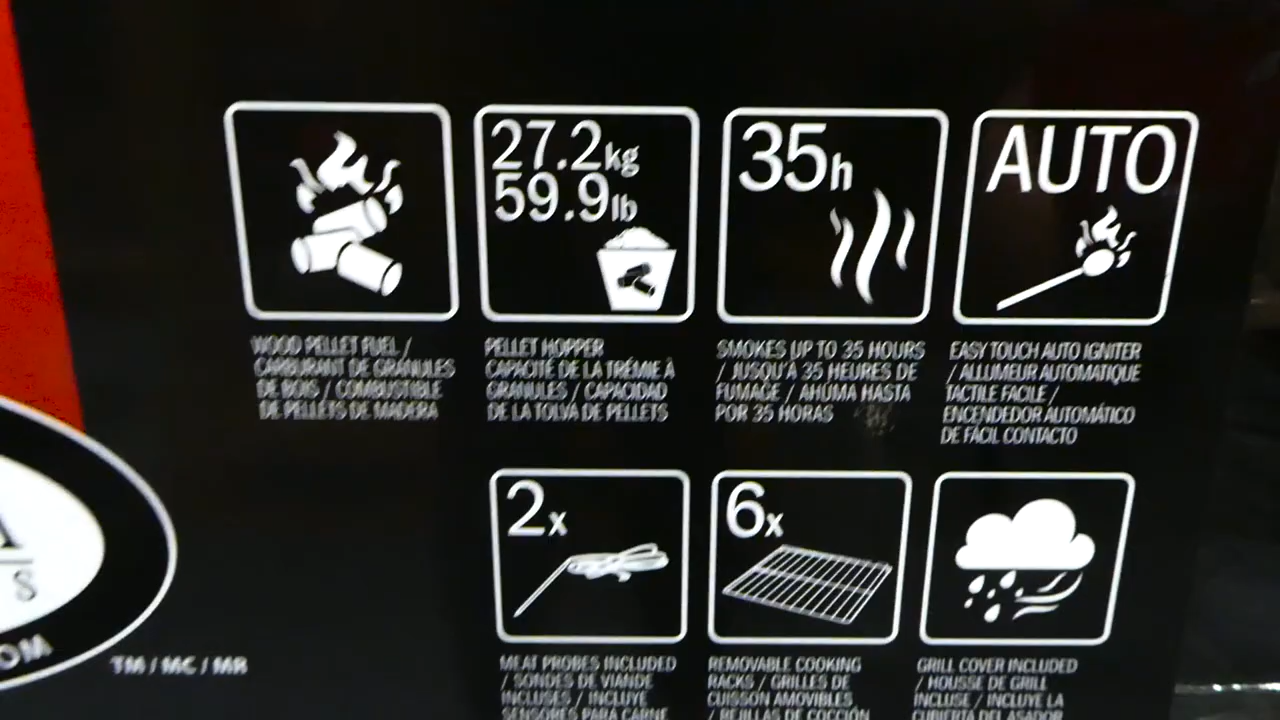 27.2kg
59.9lb
35h
AUTO
WOOD PELLET FUEL /
CARBURANT DE GRANULES
DE BOIS / COMBUSTIBLE
DE PELLETS DE MADERA
PELLET HOPPER
CAPACITÉ DE LA TRÉMIE À
GRANULES / CAPACIDAD
DE LA TOLVA DE PELLETS
SMOKES UP TO 35 HOURS
/ JUSQU'À 35 HEURES DE
FUMAGE / AHÚMA HASTA
POR 35 HORAS
EASY TOUCH AUTO IGNITER
/ ALLUMEUR AUTOMATIQUE
TACTILE FACILE /
ENCENDEDOR AUTOMÁTICO
DE FÁCIL CONTACTO
2x
6x
MEAT PROBES INCLUDED
/ SONDES DE VIANDE
INCLUSES / INCLUYE
SENSORES PARA CARNE
REMOVABLE COOKING
RACKS / GRILLES DE
CUISSON AMOVIBLES
/ REJILLAS DE COCCIÓN
GRILL COVER INCLUDED
/ HOUSSE DE GRILL
INCLUSE / INCLUYE LA
CUBIERTA DEL ASADOR
TM / MC / MR